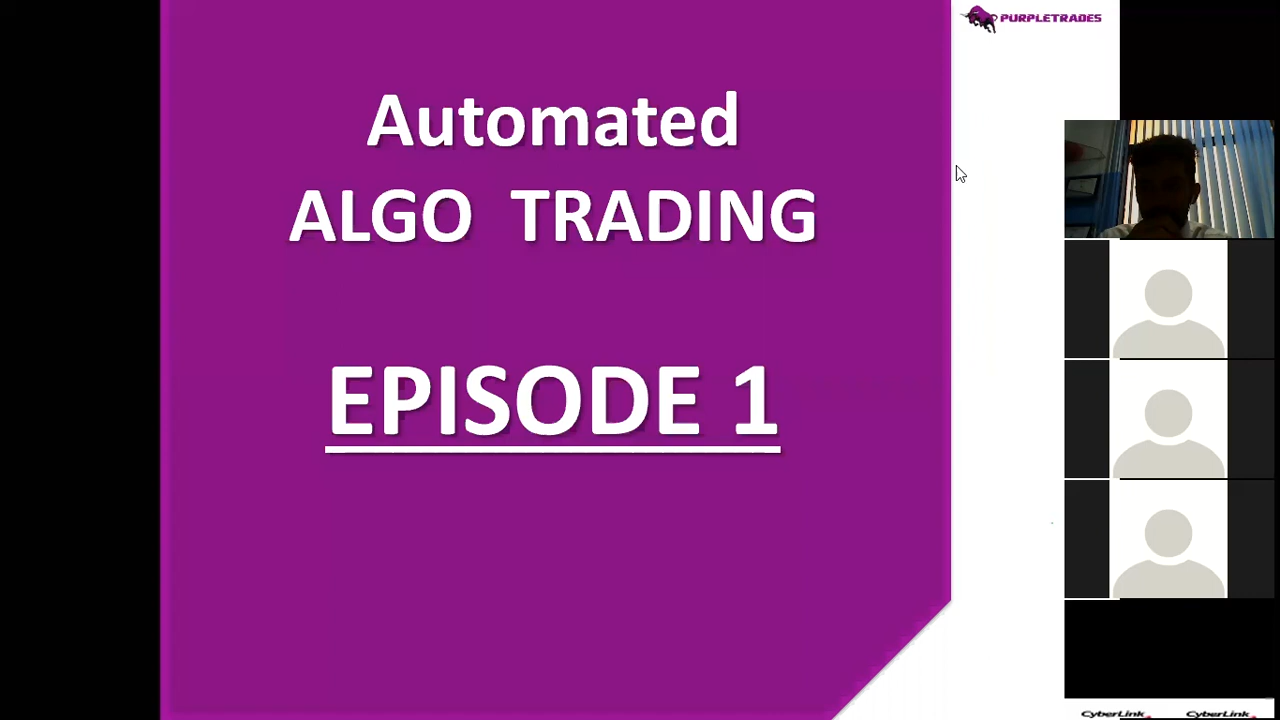 PURPLETRADES
Automated
ALGO TRADING
EPISODE 1
CyberLink CyberLink